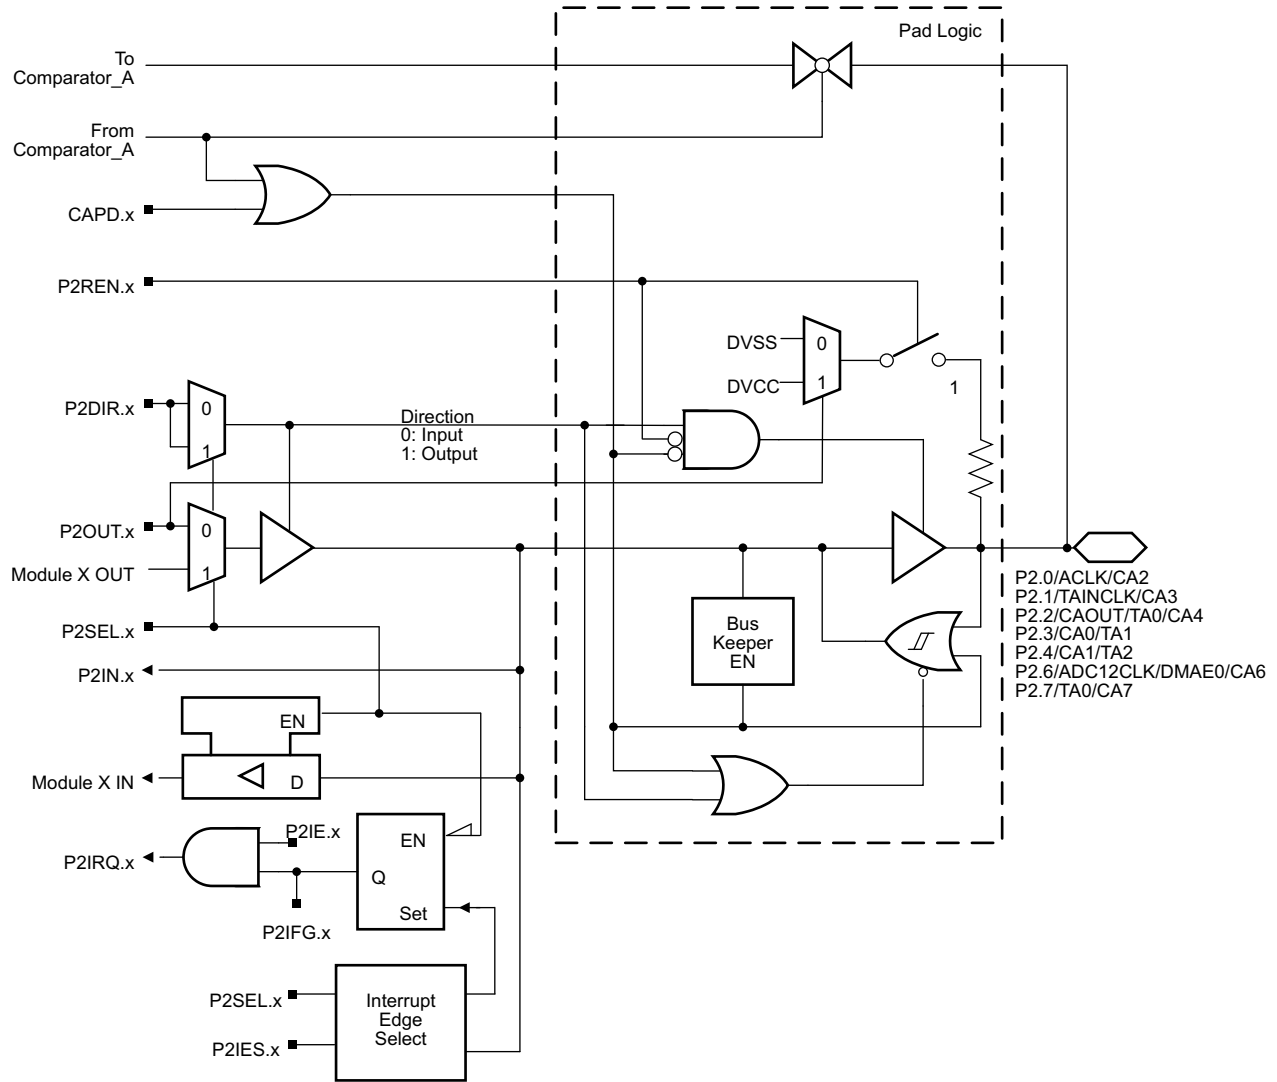 Pad Logic
To
Comparator_A
From
Comparator_A
CAPD.x
P2REN.x
DVSS
0
DVCC
1
1
P2DIR.x
0
1
Direction
0: Input
1: Output
P2OUT.x
0
Module X OUT
1
P2SEL.x
P2IN.x
Bus
Keeper
EN
P2.0/ACLK/CA2
P2.1/TAINCLK/CA3
P2.2/CAOUT/TA0/CA4
P2.3/CA0/TA1
P2.4/CA1/TA2
P2.6/ADC12CLK/DMAE0/CA6
P2.7/TA0/CA7
EN
Module X IN
D
P2IE.x
EN
P2IRQ.x
Q
Set
P2IFG.x
P2SEL.x
Interrupt
Edge
Select
P2IES.x